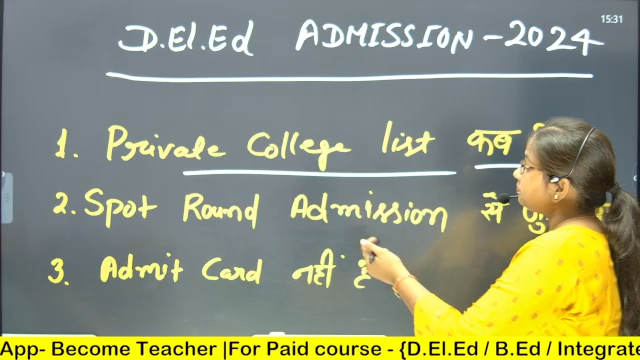 15:31
D.El.Ed ADMISSION - 2024
1. Private College list कब
2. Spot Round Admission से
3. Admit Card नहीं है
App- Become Teacher |For Paid course - {D.El.Ed / B.Ed / Integrate